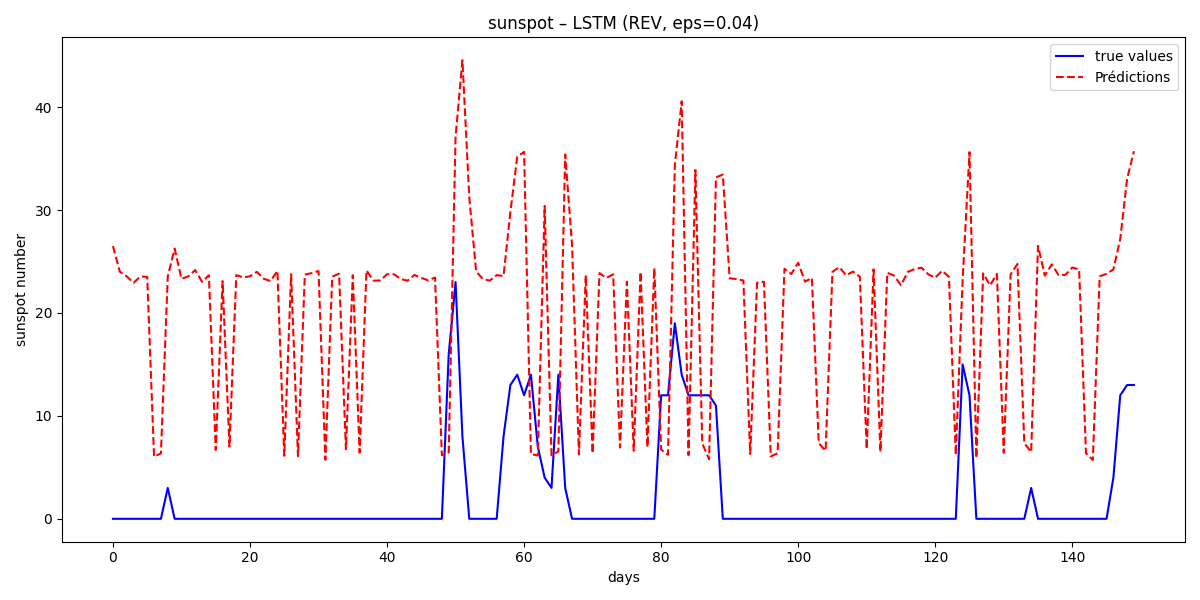 sunspot – LSTM (REV, eps=0.04)
true values
Prédictions
sunspot number
40
30
20
10
0
0 20 40 60 80 100 120 140
days